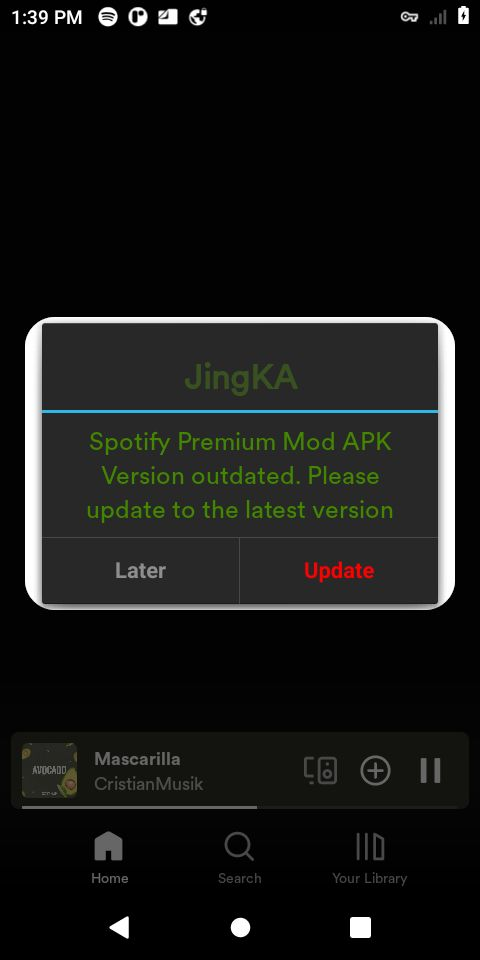 1:39 PM
JingKA
Spotify Premium Mod APK
Version outdated. Please
update to the latest version
Later
Update
AVOCADO
Mascarilla
CristianMusik
Home
Search
Your Library